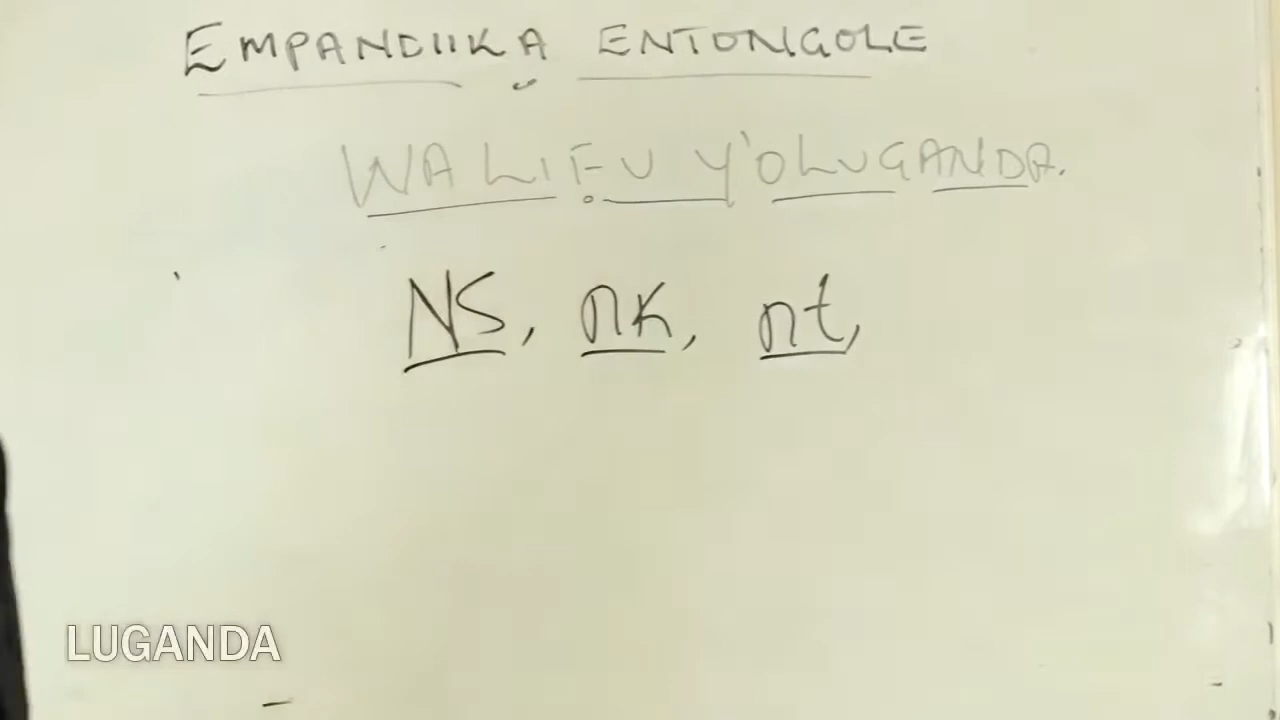 EMPANDIIKA ENTONGOLE
WALIFU Y'OLUGANDA.
NS, nk, nt,
LUGANDA